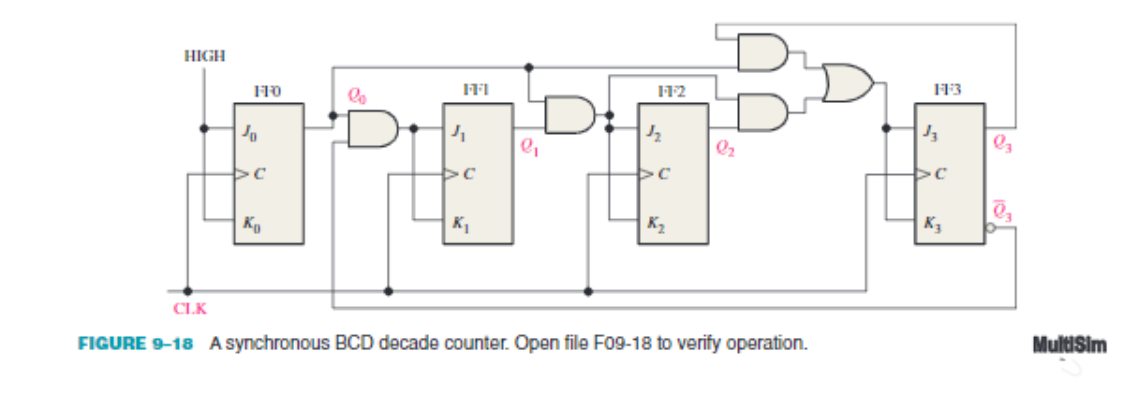 HIGH
FF0
Q0
FF1
FF2
FF3
J0
J1
Q1
J2
Q2
J3
Q3
C
C
C
C
K0
K1
K2
K3
Q̅3
CLK
FIGURE 9–18 A synchronous BCD decade counter. Open file F09-18 to verify operation.
MultiSim